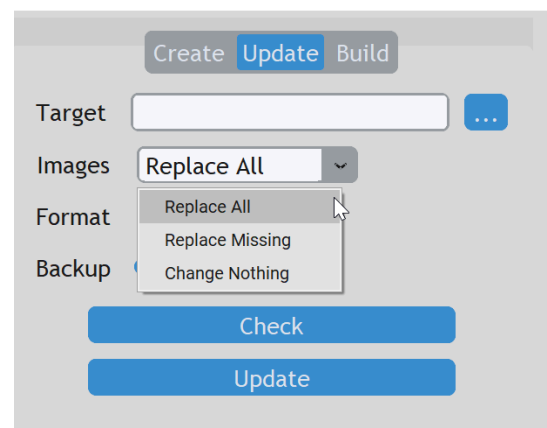 Create Update Build
Target ...
Images Replace All
Format Replace All
Replace Missing
Backup Change Nothing
Check
Update